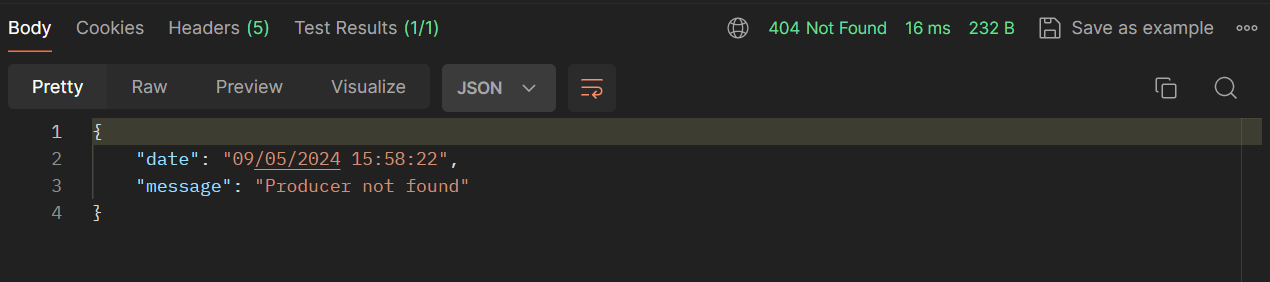 Body Cookies Headers (5) Test Results (1/1) 404 Not Found 16 ms 232 B Save as example
Pretty Raw Preview Visualize JSON
1 {
2 "date": "09/05/2024 15:58:22",
3 "message": "Producer not found"
4 }